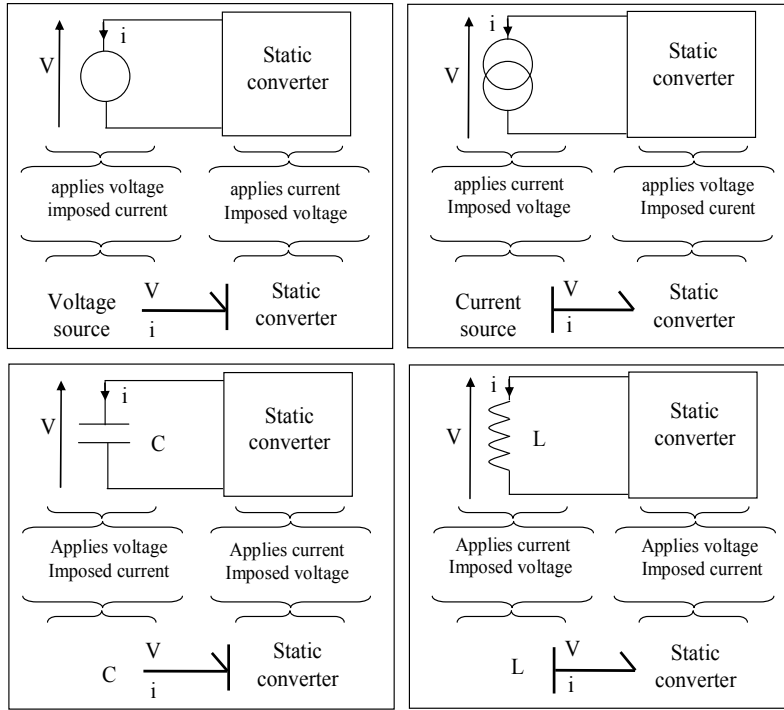 i
V
Static
converter
applies voltage
imposed current
applies current
Imposed voltage
Voltage
source
V
i
Static
converter
i
V
Static
converter
applies current
Imposed voltage
applies voltage
Imposed curent
Current
source
V
i
Static
converter
i
V
C
Static
converter
Applies voltage
Imposed current
Applies current
Imposed voltage
C
V
i
Static
converter
i
V
L
Static
converter
Applies current
Imposed voltage
Applies voltage
Imposed current
L
V
i
Static
converter